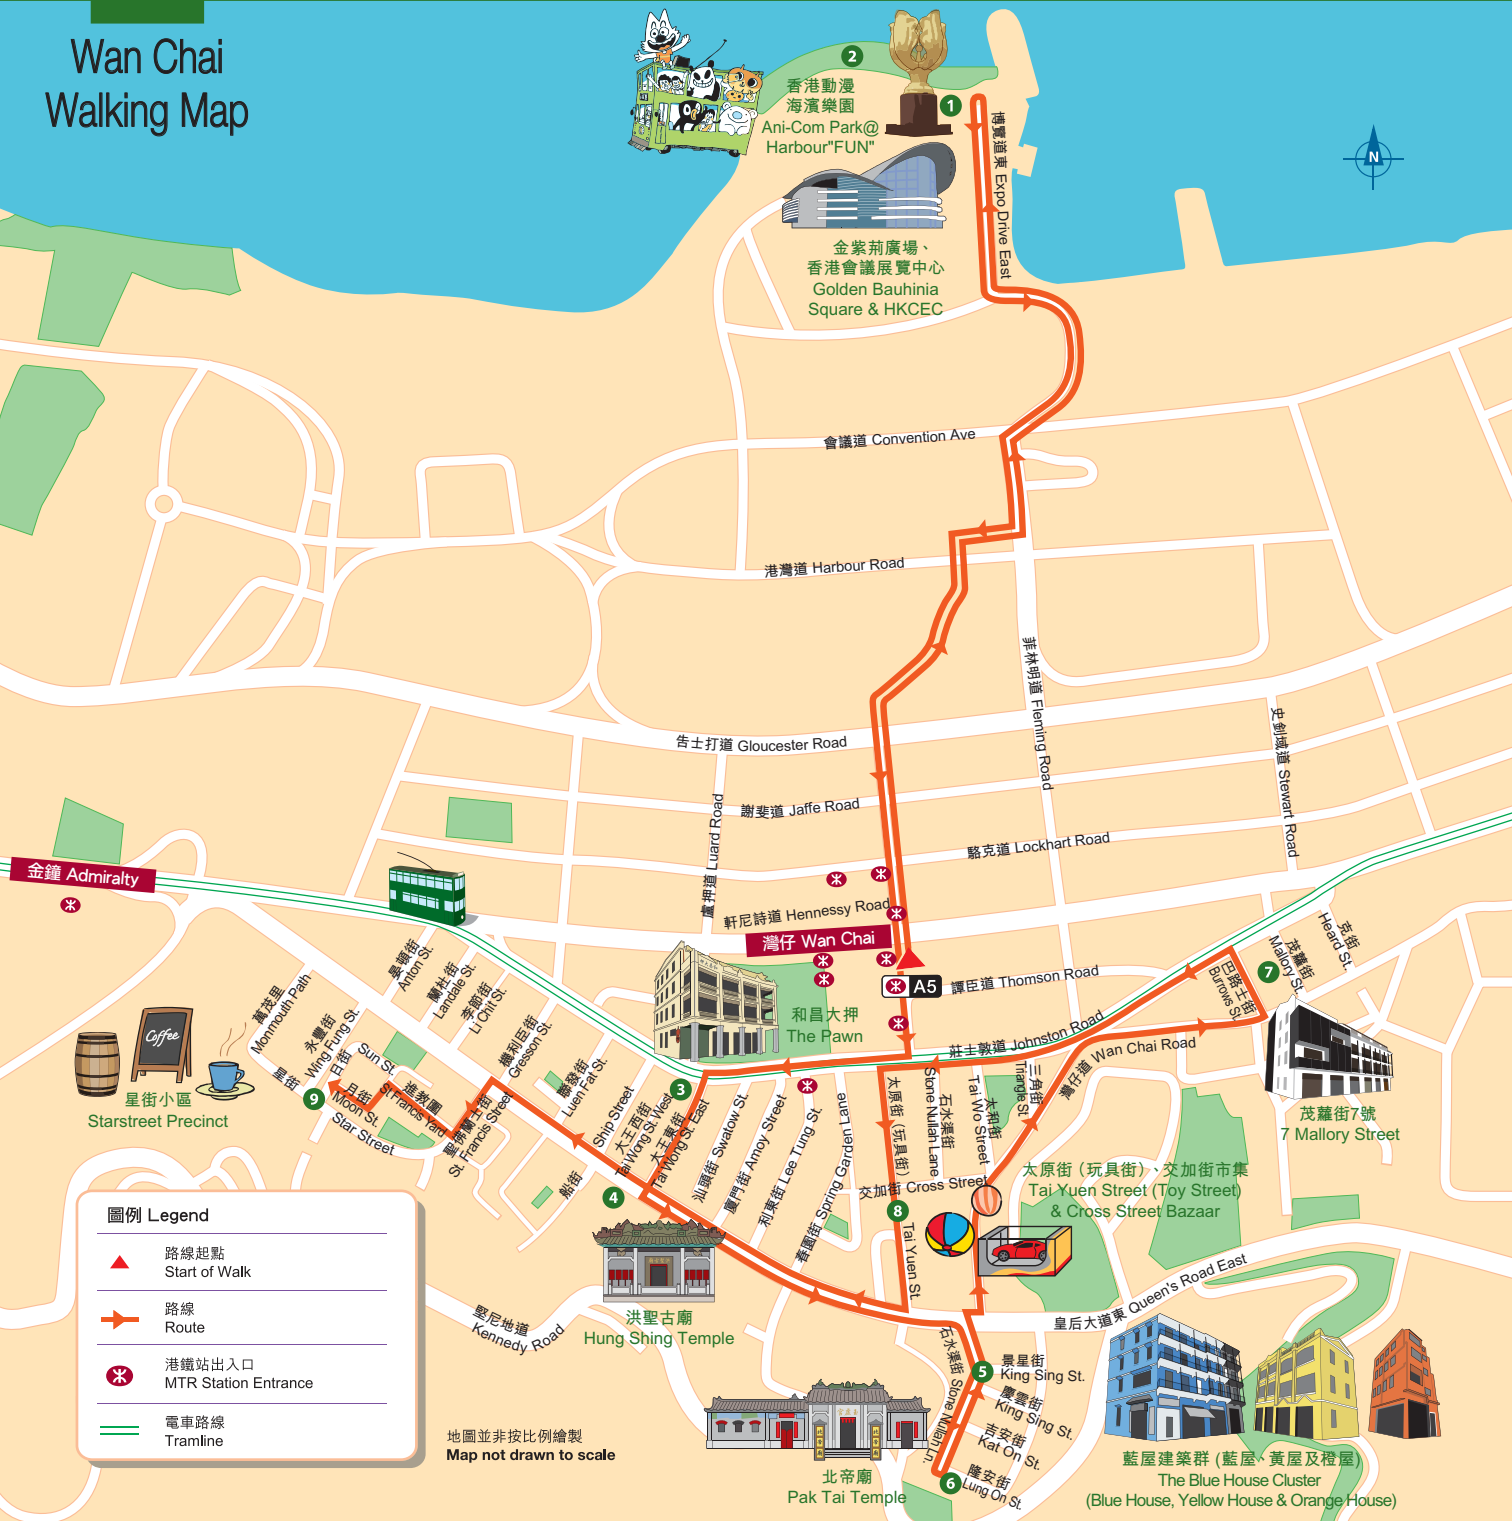 Wan Chai
Walking Map
2
香港動漫
海濱樂園
Ani-Com Park@
Harbour"FUN"
1
博覽道東 Expo Drive East
N
金紫荊廣場、
香港會議展覽中心
Golden Bauhinia
Square & HKCEC
會議道 Convention Ave
港灣道 Harbour Road
菲林明道 Fleming Road
告士打道 Gloucester Road
史釗域道 Stewart Road
謝斐道 Jaffe Road
盧押道 Luard Road
駱克道 Lockhart Road
金鐘 Admiralty
軒尼詩道 Hennessy Road
灣仔 Wan Chai
A5
譚臣道 Thomson Road
克街
Heard St.
茂蘿街
Mallory St.
7
巴路士街
Burrows St.
晏頓街
Anton St.
蘭杜街
Landale St.
李節街
Li Chit St.
機利臣街
Gresson St.
聯發街
Luen Fat St.
萬茂里
Monmouth Path
永豐街
Wing Fung St.
日街
Sun St.
星街
Star Street
月街
Moon St.
進教圍
St Francis Yard
聖佛蘭士街
St. Francis Street
9
Coffee
星街小區
Starstreet Precinct
和昌大押
The Pawn
莊士敦道 Johnston Road
灣仔道 Wan Chai Road
茂蘿街7號
7 Mallory Street
3
船街
Ship Street
大王西街
Tai Wong St. West
大王東街
Tai Wong St. East
汕頭街 Swatow St.
廈門街 Amoy Street
利東街 Lee Tung St.
春園街 Spring Garden Lane
太原街（玩具街）
Tai Yuen St.
石水渠街
Stone Nullah Lane
太和街
Tai Wo Street
三角街
Triangle St.
交加街 Cross Street
太原街（玩具街）、交加街市集
Tai Yuen Street (Toy Street)
& Cross Street Bazaar
8
4
洪聖古廟
Hung Shing Temple
堅尼地道
Kennedy Road
皇后大道東 Queen's Road East
石水渠街 Stone Nullah Ln.
5
景星街
King Sing St.
慶雲街
King Sing St.
吉安街
Kat On St.
隆安街
Lung On St.
6
北帝廟
Pak Tai Temple
藍屋建築群 (藍屋、黃屋及橙屋)
The Blue House Cluster
(Blue House, Yellow House & Orange House)
圖例 Legend
路線起點
Start of Walk
路線
Route
港鐵站出入口
MTR Station Entrance
電車路線
Tramline
地圖並非按比例繪製
Map not drawn to scale